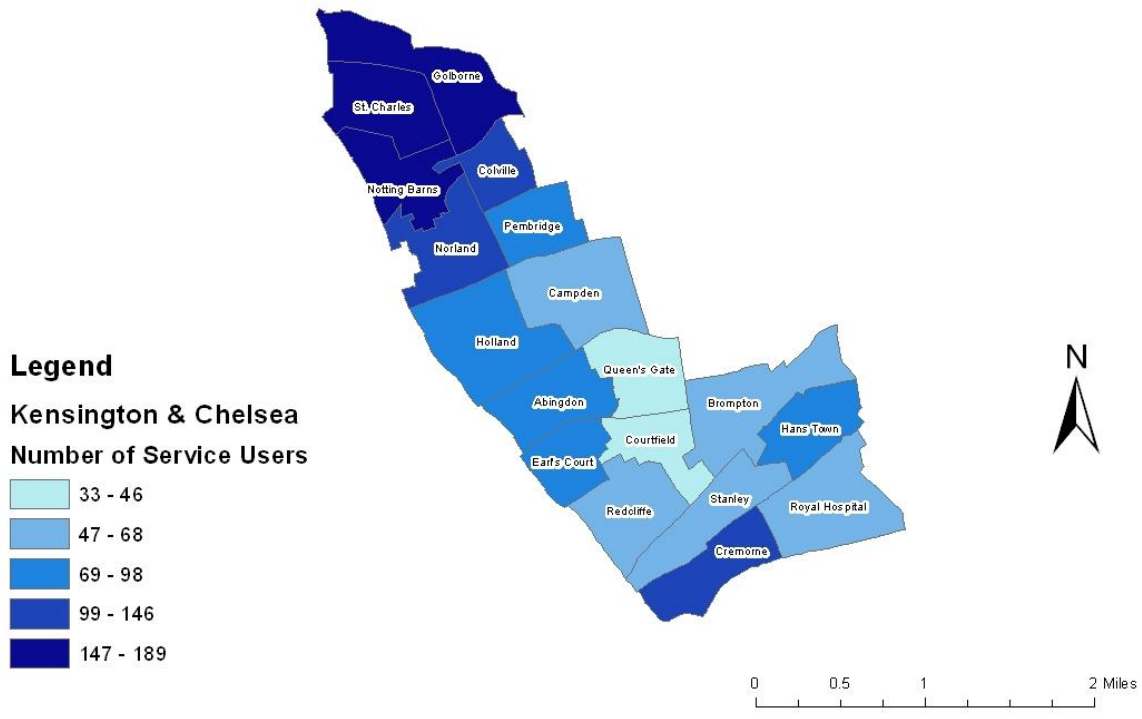 Golborne
St. Charles
Colville
Notting Barns
Pembridge
Norland
Campden
Holland
Queen's Gate
Abingdon
Brompton
Hans Town
Courtfield
Earl's Court
Stanley
Redcliffe
Royal Hospital
Cremorne
Legend
Kensington & Chelsea
Number of Service Users
33 - 46
47 - 68
69 - 98
99 - 146
147 - 189
N
0 0.5 1 2 Miles